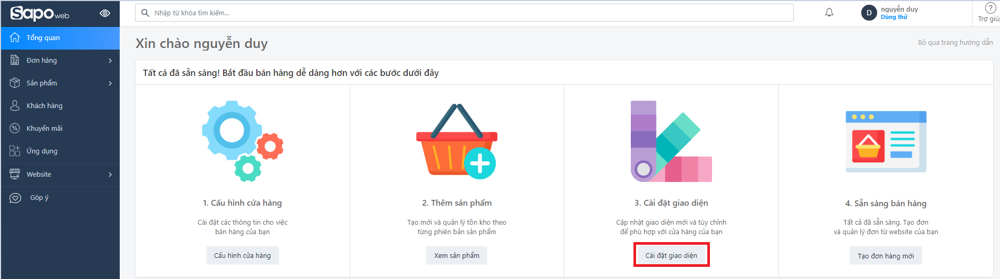 Sapo web
Nhập từ khóa tìm kiếm...
D
nguyễn duy
Dùng thử
?
Trợ giúp
Tổng quan
Đơn hàng
Sản phẩm
Khách hàng
Khuyến mãi
Ứng dụng
Website
Góp ý
Xin chào nguyễn duy
Bỏ qua trang hướng dẫn
Tất cả đã sẵn sàng! Bắt đầu bán hàng dễ dàng hơn với các bước dưới đây
1. Cấu hình cửa hàng
Cài đặt các thông tin cho việc
bán hàng của bạn
Cấu hình cửa hàng
2. Thêm sản phẩm
Tạo mới và quản lý tồn kho theo
từng phiên bản sản phẩm
Xem sản phẩm
3. Cài đặt giao diện
Cập nhật giao diện mới và tùy chỉnh
để phù hợp với cửa hàng của bạn
Cài đặt giao diện
4. Sẵn sàng bán hàng
Tất cả đã sẵn sàng. Tạo đơn
và quản lý đơn từ website của bạn
Tạo đơn hàng mới